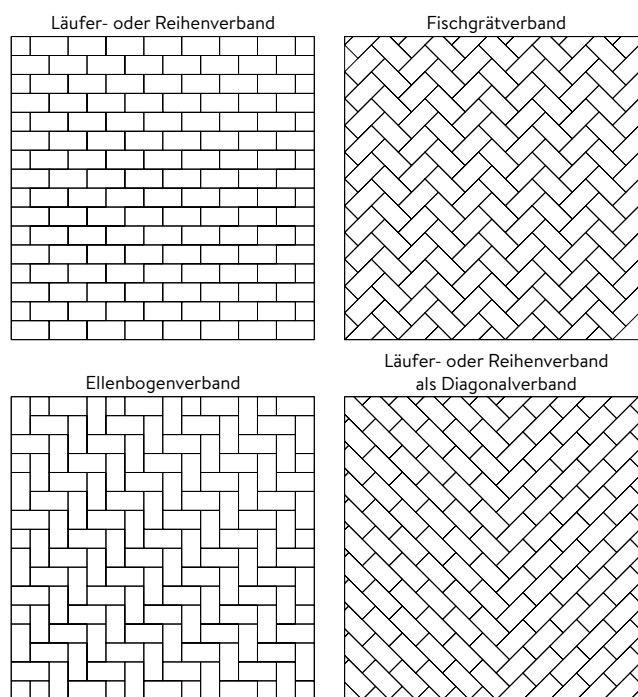 Läufer- oder Reihenverband
Fischgrätverband
Ellenbogenverband
Läufer- oder Reihenverband
als Diagonalverband